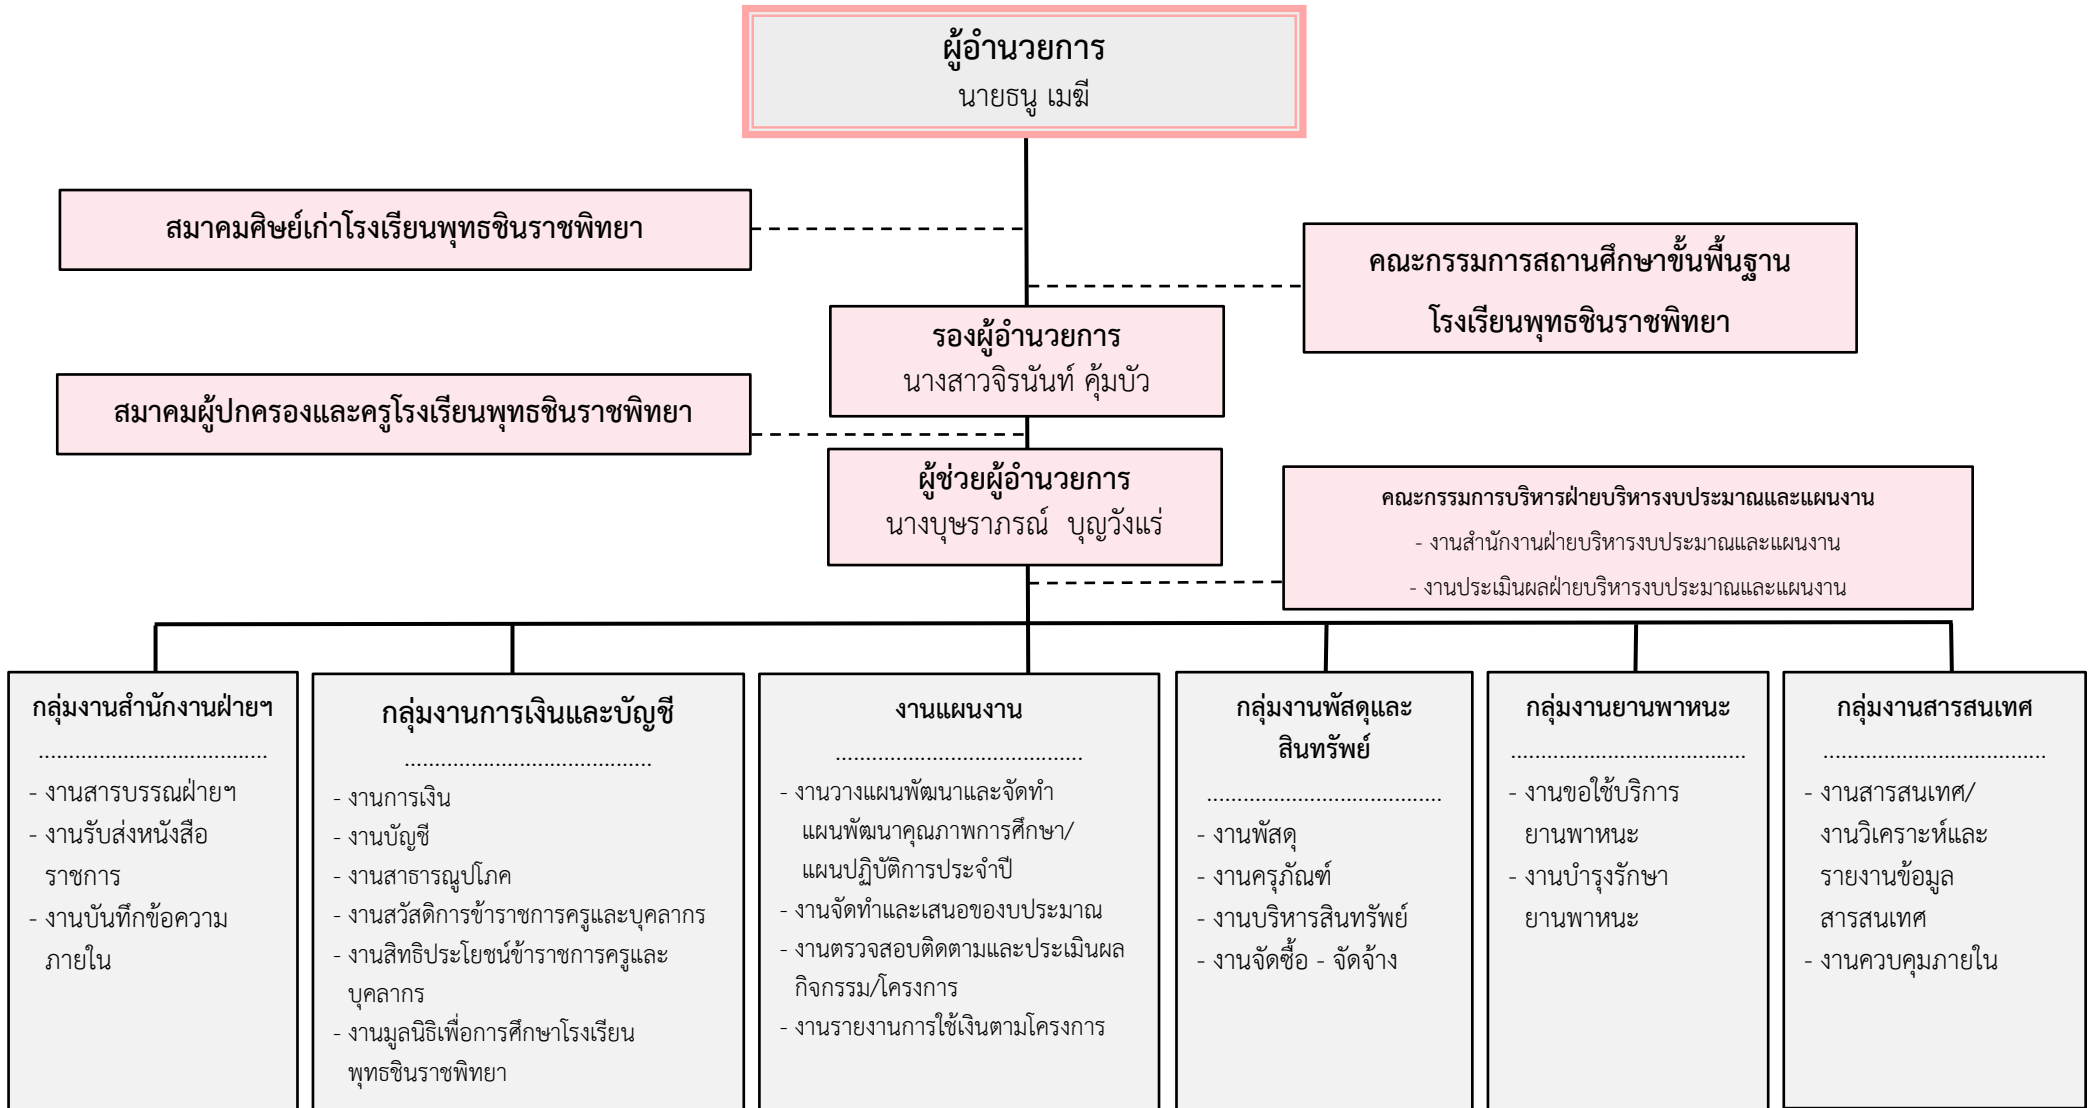 ผู้อำนวยการ
นายธนู เมฆี
สมาคมศิษย์เก่าโรงเรียนพุทธชินราชพิทยา
คณะกรรมการสถานศึกษาขั้นพื้นฐาน
โรงเรียนพุทธชินราชพิทยา
รองผู้อำนวยการ
นางสาวจิรนันท์ คุ้มบัว
สมาคมผู้ปกครองและครูโรงเรียนพุทธชินราชพิทยา
ผู้ช่วยผู้อำนวยการ
นางบุษราภรณ์ บุญวังแร่
คณะกรรมการบริหารฝ่ายบริหารงบประมาณและแผนงาน
- งานสำนักงานฝ่ายบริหารงบประมาณและแผนงาน
- งานประเมินผลฝ่ายบริหารงบประมาณและแผนงาน
กลุ่มงานสำนักงานฝ่ายฯ
.......................................
- งานสารบรรณฝ่ายฯ
- งานรับส่งหนังสือ
ราชการ
- งานบันทึกข้อความ
ภายใน
กลุ่มงานการเงินและบัญชี
.........................................
- งานการเงิน
- งานบัญชี
- งานสาธารณูปโภค
- งานสวัสดิการข้าราชการครูและบุคลากร
- งานสิทธิประโยชน์ข้าราชการครูและ
บุคลากร
- งานมูลนิธิเพื่อการศึกษาโรงเรียน
พุทธชินราชพิทยา
งานแผนงาน
.........................................
- งานวางแผนพัฒนาและจัดทำ
แผนพัฒนาคุณภาพการศึกษา/
แผนปฏิบัติการประจำปี
- งานจัดทำและเสนอของบประมาณ
- งานตรวจสอบติดตามและประเมินผล
กิจกรรม/โครงการ
- งานรายงานการใช้เงินตามโครงการ
กลุ่มงานพัสดุและ
สินทรัพย์
.......................................
- งานพัสดุ
- งานครุภัณฑ์
- งานบริหารสินทรัพย์
- งานจัดซื้อ - จัดจ้าง
กลุ่มงานยานพาหนะ
.......................................
- งานขอใช้บริการ
ยานพาหนะ
- งานบำรุงรักษา
ยานพาหนะ
กลุ่มงานสารสนเทศ
.....................................
- งานสารสนเทศ/
งานวิเคราะห์และ
รายงานข้อมูล
สารสนเทศ
- งานควบคุมภายใน